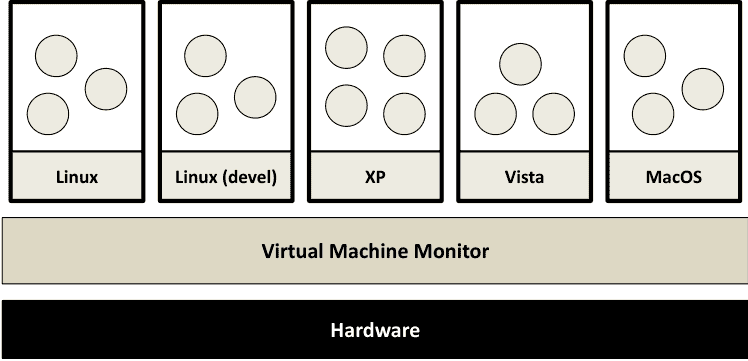 Linux
Linux (devel)
XP
Vista
MacOS
Virtual Machine Monitor
Hardware